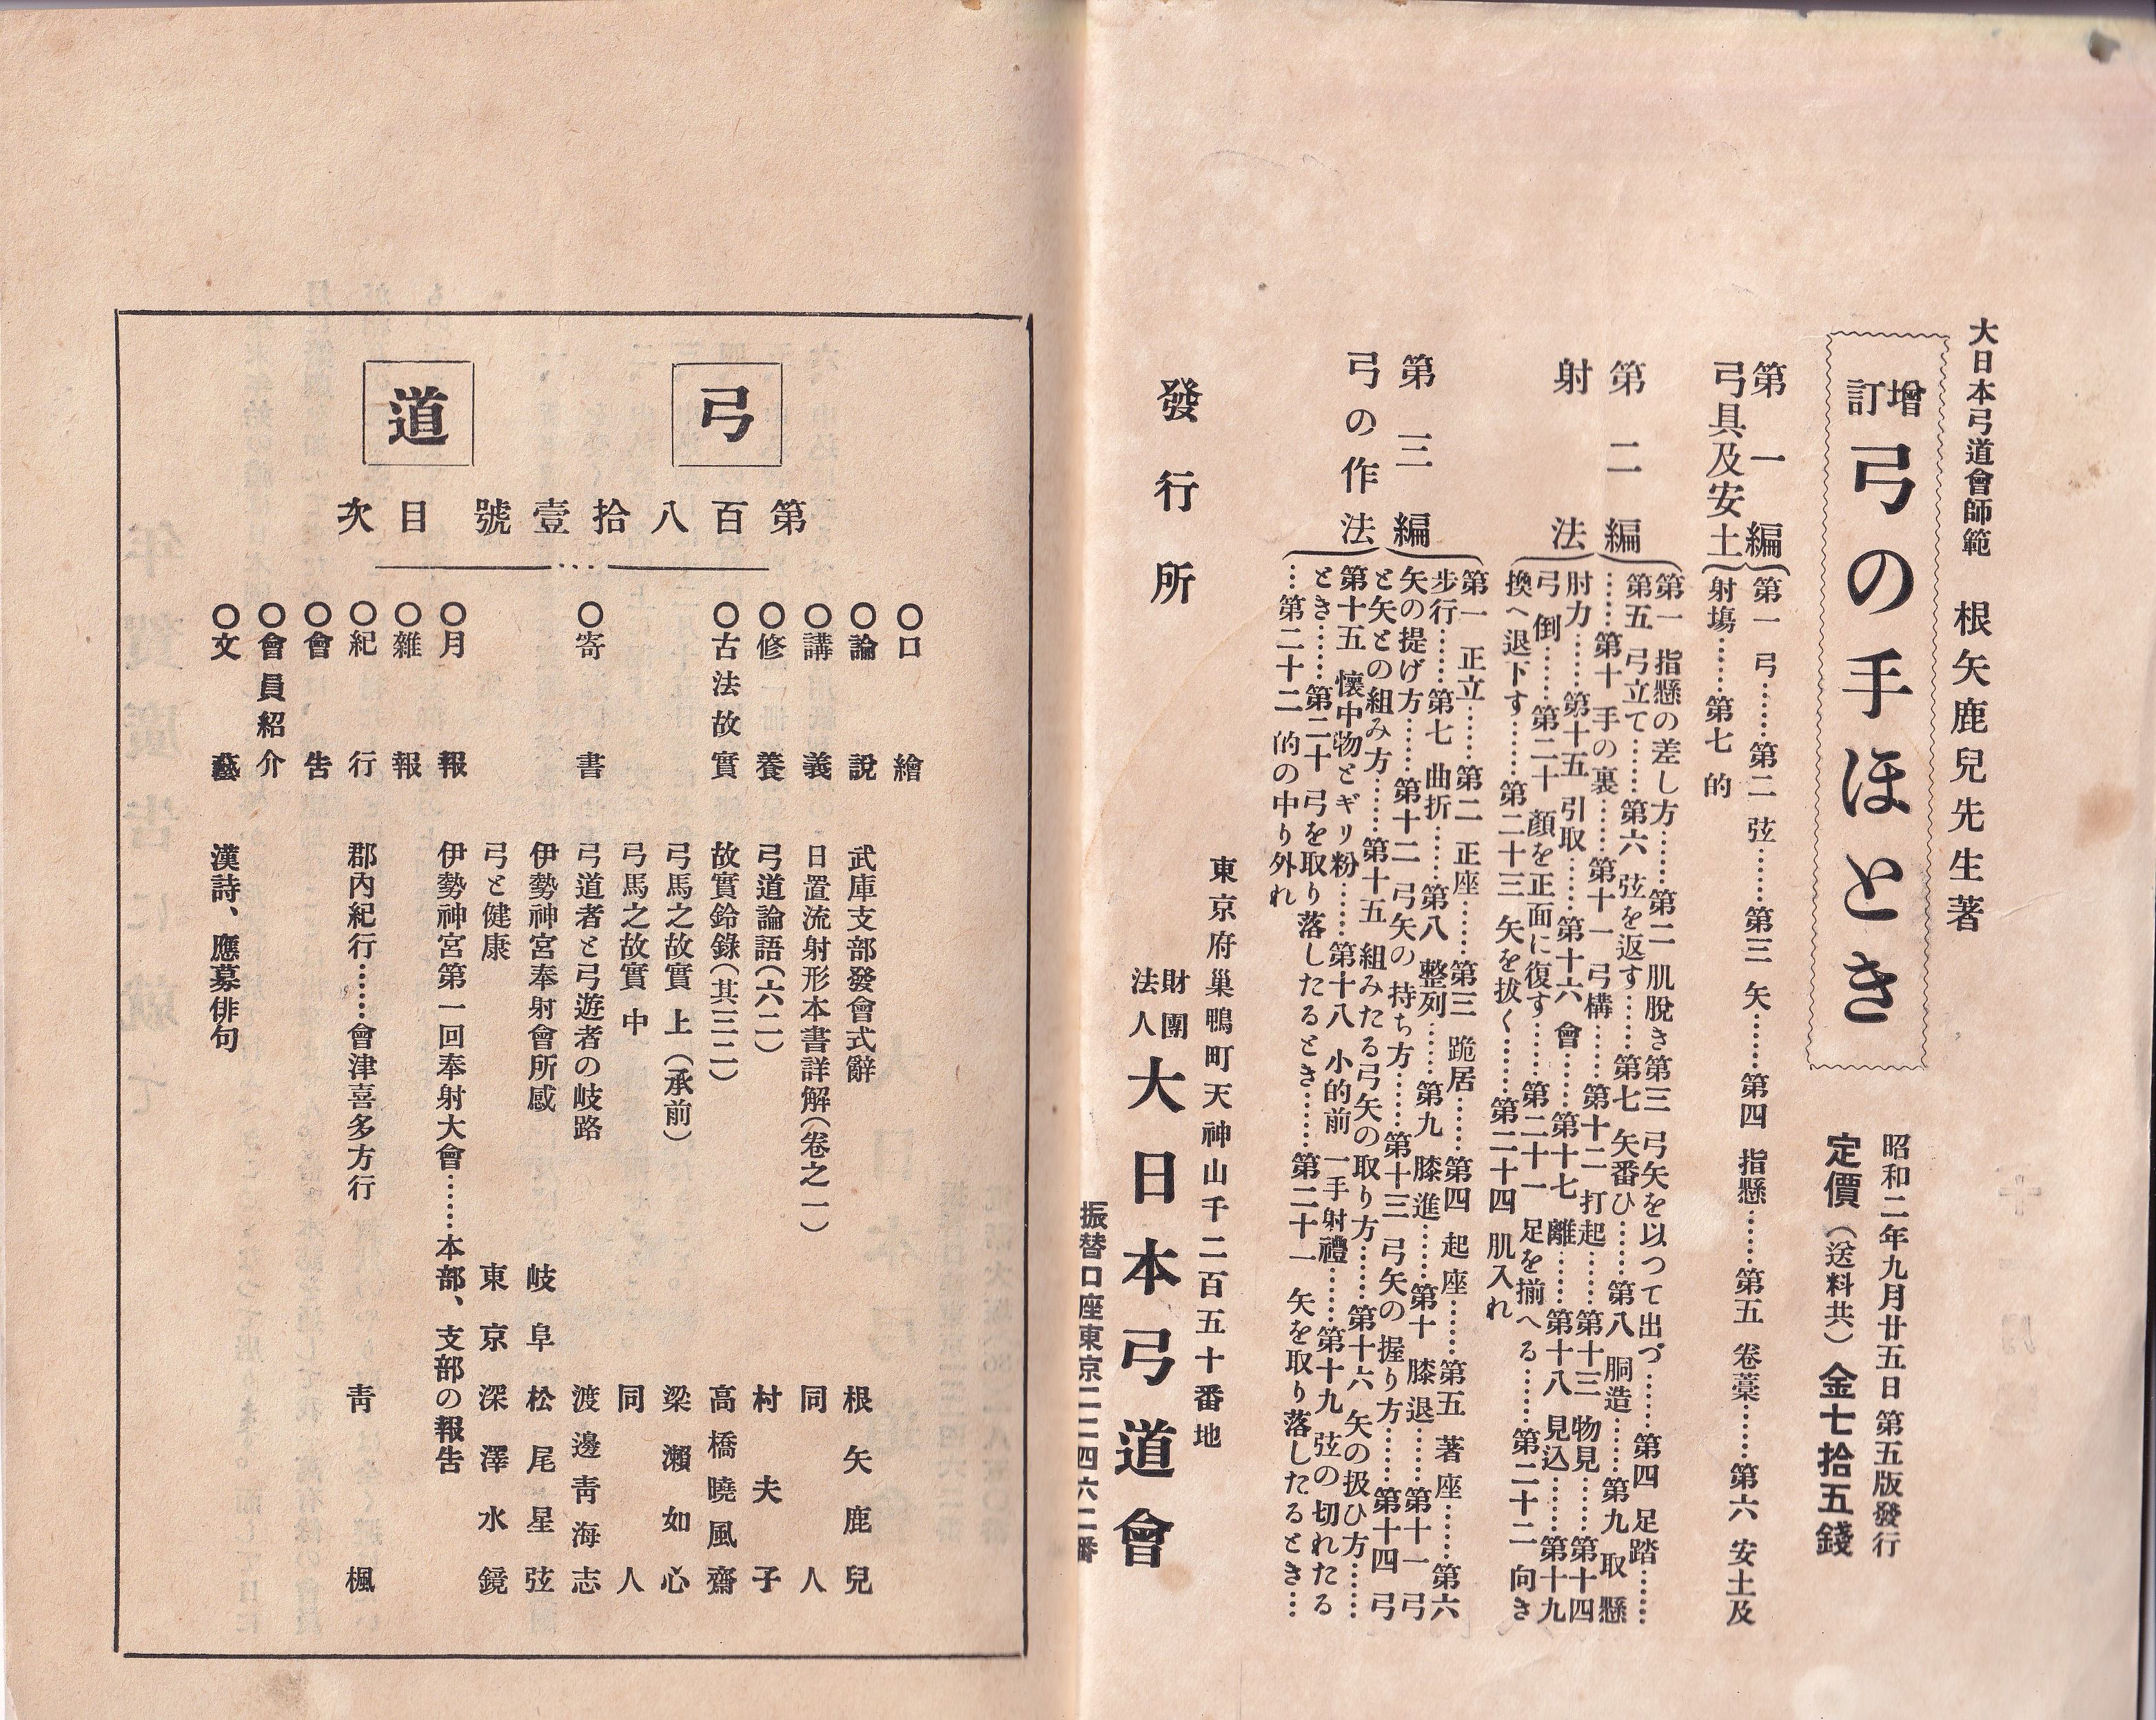 大日本弓道會師範 根矢鹿兒先生著
增訂 弓の手ほとき
昭和二年九月廿五日第五版發行
定價(送料共)金七拾五錢
第一編
弓具及安土
第一 弓……第二 弦……第三 矢……第四 指懸……第五 卷藁……第六 安土及
射塲……第七 的
第二編
射法
第一 指懸の差し方……第二 肌脫き第三 弓矢を以つて出づ……第四 足踏……
第五 弓立て……第六 弦を返す……第七 矢番ひ……第八 胴造……第九 取懸
……第十 手の裏……第十一 弓構……第十二 打起……第十三 物見……第十四
肘力……第十五 引取……第十六 會……第十七 離……第十八 見込……第十九
弓倒……第二十 顏を正面に復す……第二十一 足を揃へる……第二十二 向き
換へ退下す……第二十三 矢を拔く……第二十四 肌入れ
第三編
弓の作法
第一 正立……第二 正座……第三 跪居……第四 起座……第五 著座……第六
步行……第七 曲折……第八 整列……第九 膝進……第十 膝退……第十一 弓
矢の提げ方……第十二 弓矢の持ち方……第十三 弓矢の握り方……第十四 弓
と矢との組み方……第十五 組みたる弓矢の取り方……第十六 矢の扱ひ方……
第十五 懷中物とギリ粉……第十八 小的前一手射禮……第十九 弦の切れたる
とき……第二十 弓を取り落したるとき……第二十一 矢を取り落したるとき…
…第二十二 的の中り外れ
發行所
東京府巢鴨町天神山千二百五十番地
財團法人 大日本弓道會
振替口座東京二二四六二番
弓道
第百八拾壹號目次
〇口繪
〇論說 武庫支部發會式辭 根矢鹿兒
〇講義 日置流射形本書詳解(卷之一) 同人
〇修養 弓道論語(六二) 村夫子
〇古法故實 故實鈴錄(其三二) 高橋曉風齋
弓馬之故實 上(承前) 梁瀨如心
弓馬之故實 中 同人
〇寄書 弓道者と弓遊者の岐路 渡邊靑海志
伊勢神宮奉射會所感 岐阜 松尾星弦
弓と健康 東京 深澤水鏡
〇月報 伊勢神宮第一回奉射大會……本部、支部の報告
〇雜報
〇紀行 郡內紀行……會津喜多方行 靑楓
〇會告
〇會員紹介
〇文藝 漢詩、應募俳句